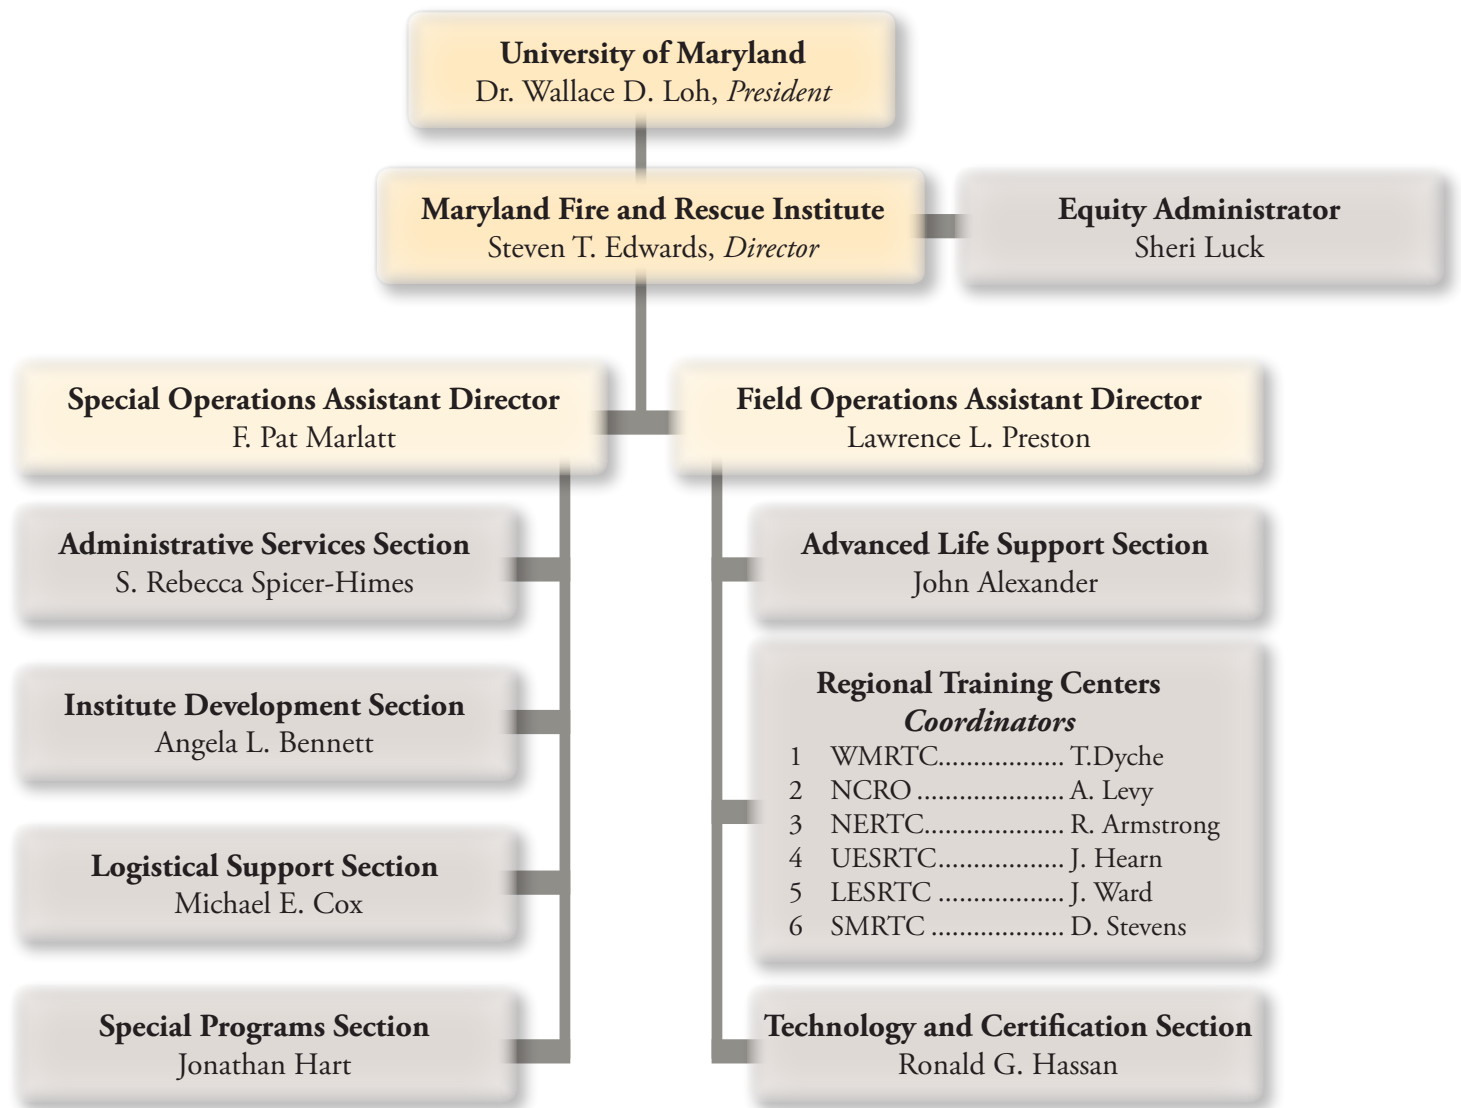 University of Maryland
Dr. Wallace D. Loh, President
Maryland Fire and Rescue Institute
Steven T. Edwards, Director
Equity Administrator
Sheri Luck
Special Operations Assistant Director
F. Pat Marlatt
Field Operations Assistant Director
Lawrence L. Preston
Administrative Services Section
S. Rebecca Spicer-Himes
Institute Development Section
Angela L. Bennett
Logistical Support Section
Michael E. Cox
Special Programs Section
Jonathan Hart
Advanced Life Support Section
John Alexander
Regional Training Centers
Coordinators
1 WMRTC.................. T.Dyche
2 NCRO ..................... A. Levy
3 NERTC.................... R. Armstrong
4 UESRTC.................. J. Hearn
5 LESRTC .................. J. Ward
6 SMRTC ................... D. Stevens
Technology and Certification Section
Ronald G. Hassan